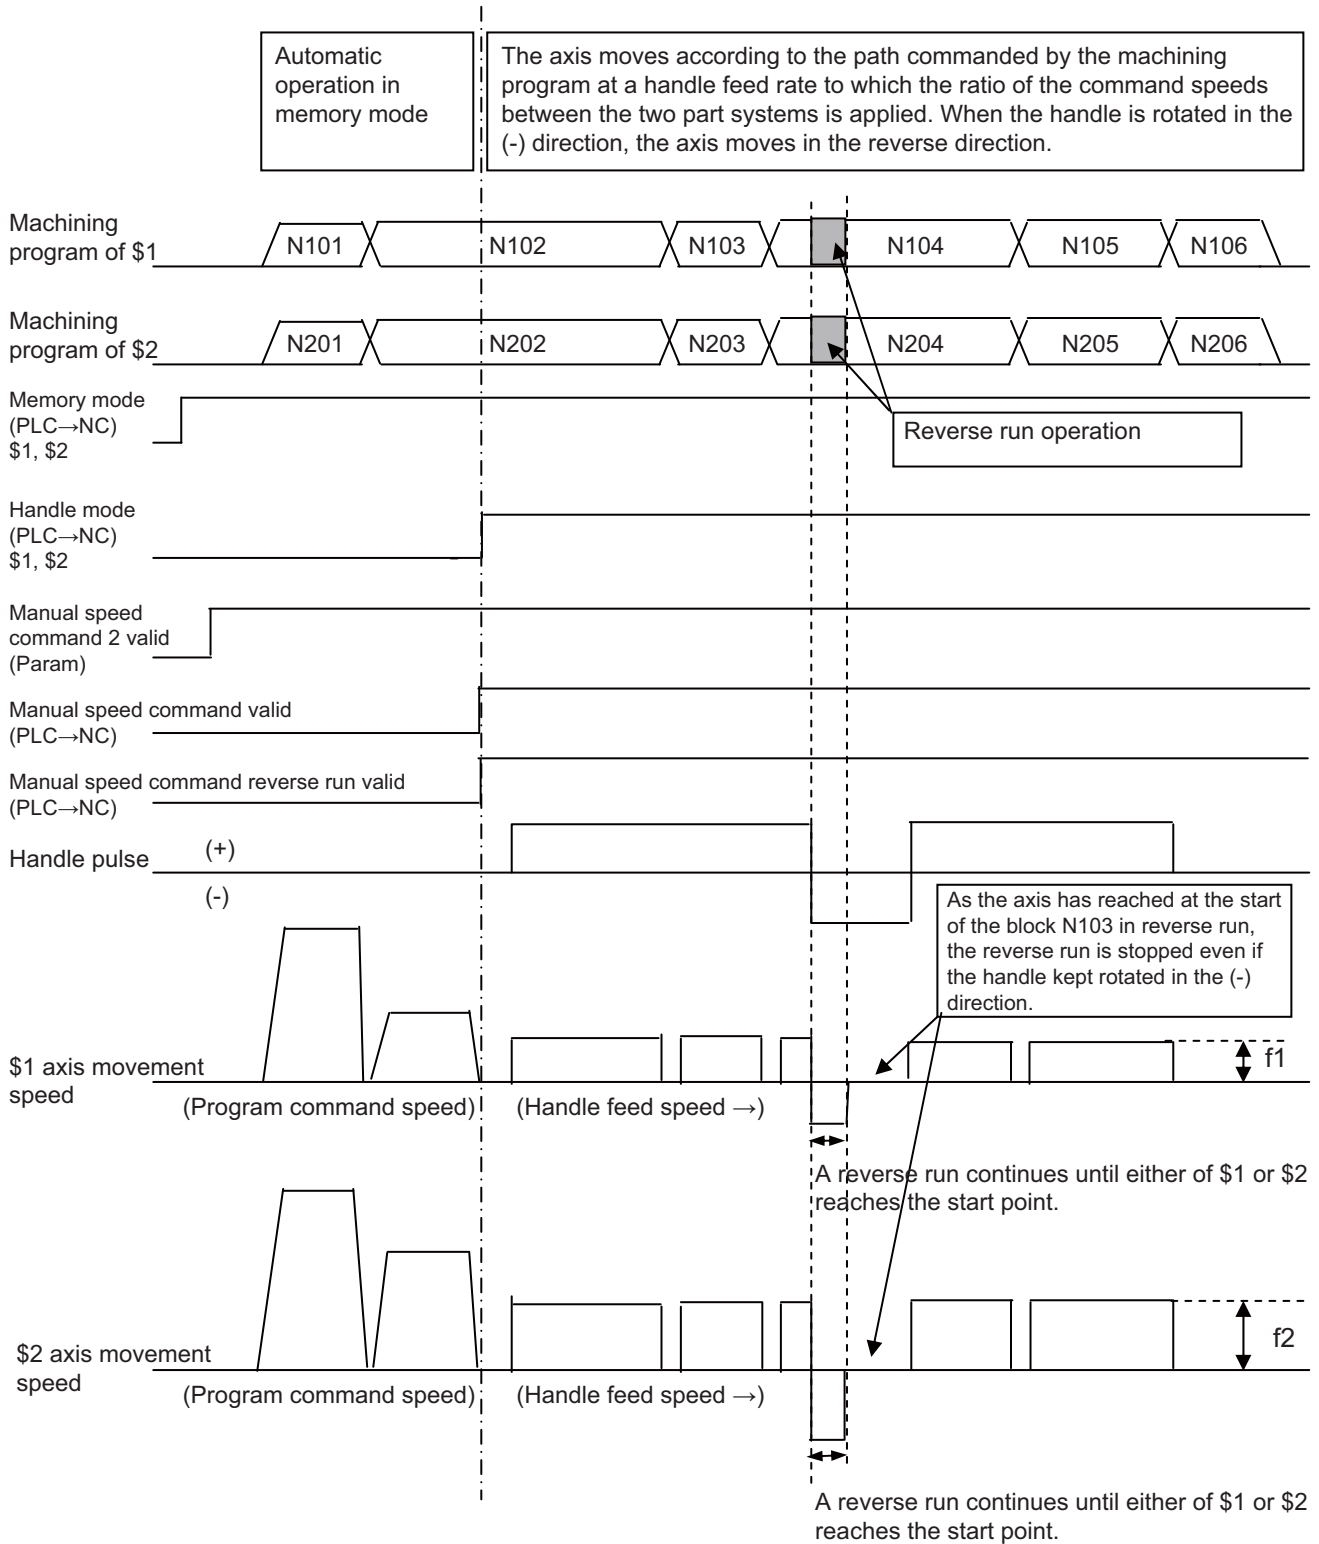 Automatic
operation in
memory mode
The axis moves according to the path commanded by the machining
program at a handle feed rate to which the ratio of the command speeds
between the two part systems is applied. When the handle is rotated in the
(-) direction, the axis moves in the reverse direction.
Machining
program of $1
N101
N102
N103
N104
N105
N106
Machining
program of $2
N201
N202
N203
N204
N205
N206
Memory mode
(PLC→NC)
$1, $2
Reverse run operation
Handle mode
(PLC→NC)
$1, $2
Manual speed
command 2 valid
(Param)
Manual speed command valid
(PLC→NC)
Manual speed command reverse run valid
(PLC→NC)
Handle pulse
(+)
(-)
As the axis has reached at the start
of the block N103 in reverse run,
the reverse run is stopped even if
the handle kept rotated in the (-)
direction.
$1 axis movement
speed
f1
(Program command speed)
(Handle feed speed →)
A reverse run continues until either of $1 or $2
reaches the start point.
$2 axis movement
speed
f2
(Program command speed)
(Handle feed speed →)
A reverse run continues until either of $1 or $2
reaches the start point.